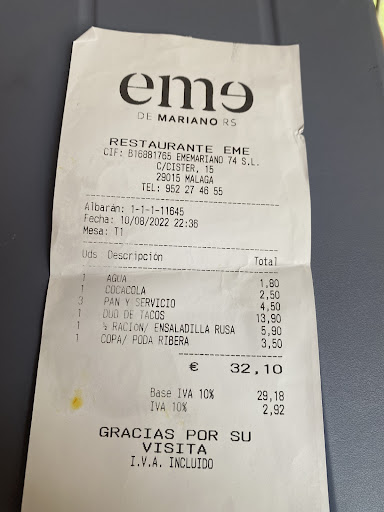 eme
DE MARIANO RS
RESTAURANTE EME
CIF: B16881765 EMEMARIANO 74 S.L.
C/CISTER, 15
29015 MALAGA
TEL: 952 27 46 55
Albarán: 1-1-1-11645
Fecha: 10/08/2022 22:36
Mesa: T1
Uds Descripción Total
1 AGUA 1,80
1 COCACOLA 2,50
3 PAN Y SERVICIO 4,50
1 DUO DE TACOS 13,90
1 ½ RACION/ ENSALADILLA RUSA 5,90
1 COPA/ PODA RIBERA 3,50
€ 32,10
Base IVA 10% 29,18
IVA 10% 2,92
GRACIAS POR SU
VISITA
I.V.A. INCLUIDO